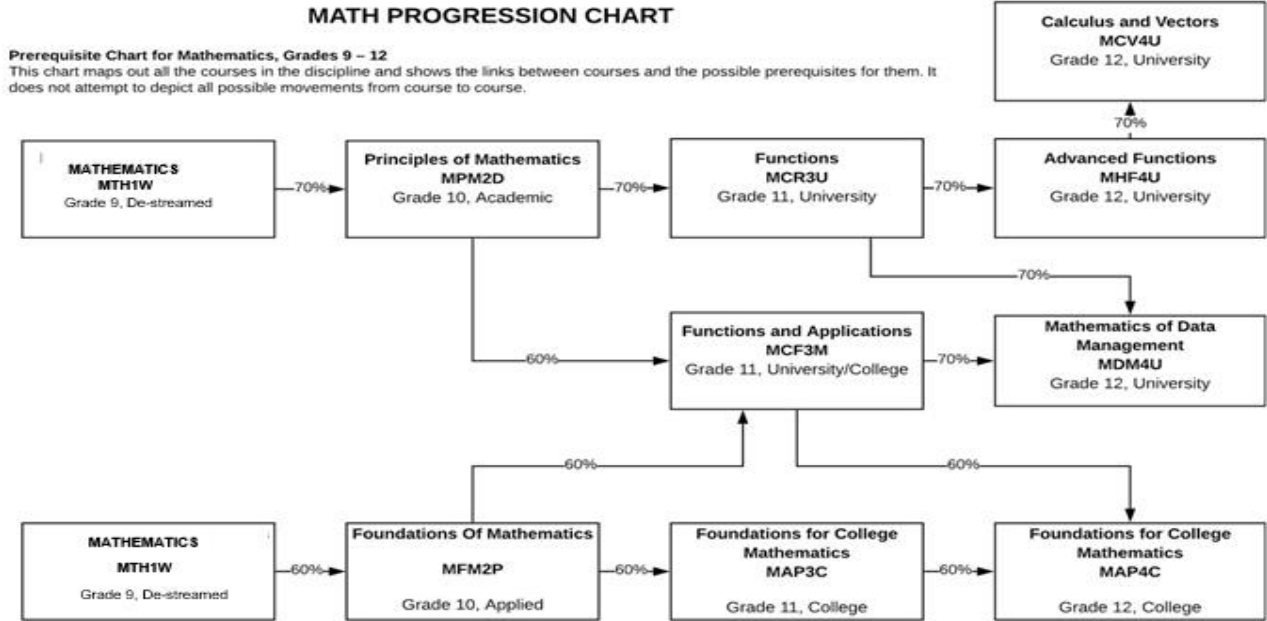 MATH PROGRESSION CHART
Prerequisite Chart for Mathematics, Grades 9 – 12
This chart maps out all the courses in the discipline and shows the links between courses and the possible prerequisites for them. It
does not attempt to depict all possible movements from course to course.
Calculus and Vectors
MCV4U
Grade 12, University
70%
MATHEMATICS
MTH1W
Grade 9, De-streamed
70%
Principles of Mathematics
MPM2D
Grade 10, Academic
70%
Functions
MCR3U
Grade 11, University
70%
Advanced Functions
MHF4U
Grade 12, University
70%
60%
Functions and Applications
MCF3M
Grade 11, University/College
70%
Mathematics of Data
Management
MDM4U
Grade 12, University
60%
60%
MATHEMATICS
MTH1W
Grade 9, De-streamed
60%
Foundations Of Mathematics
MFM2P
Grade 10, Applied
60%
Foundations for College
Mathematics
MAP3C
Grade 11, College
60%
Foundations for College
Mathematics
MAP4C
Grade 12, College